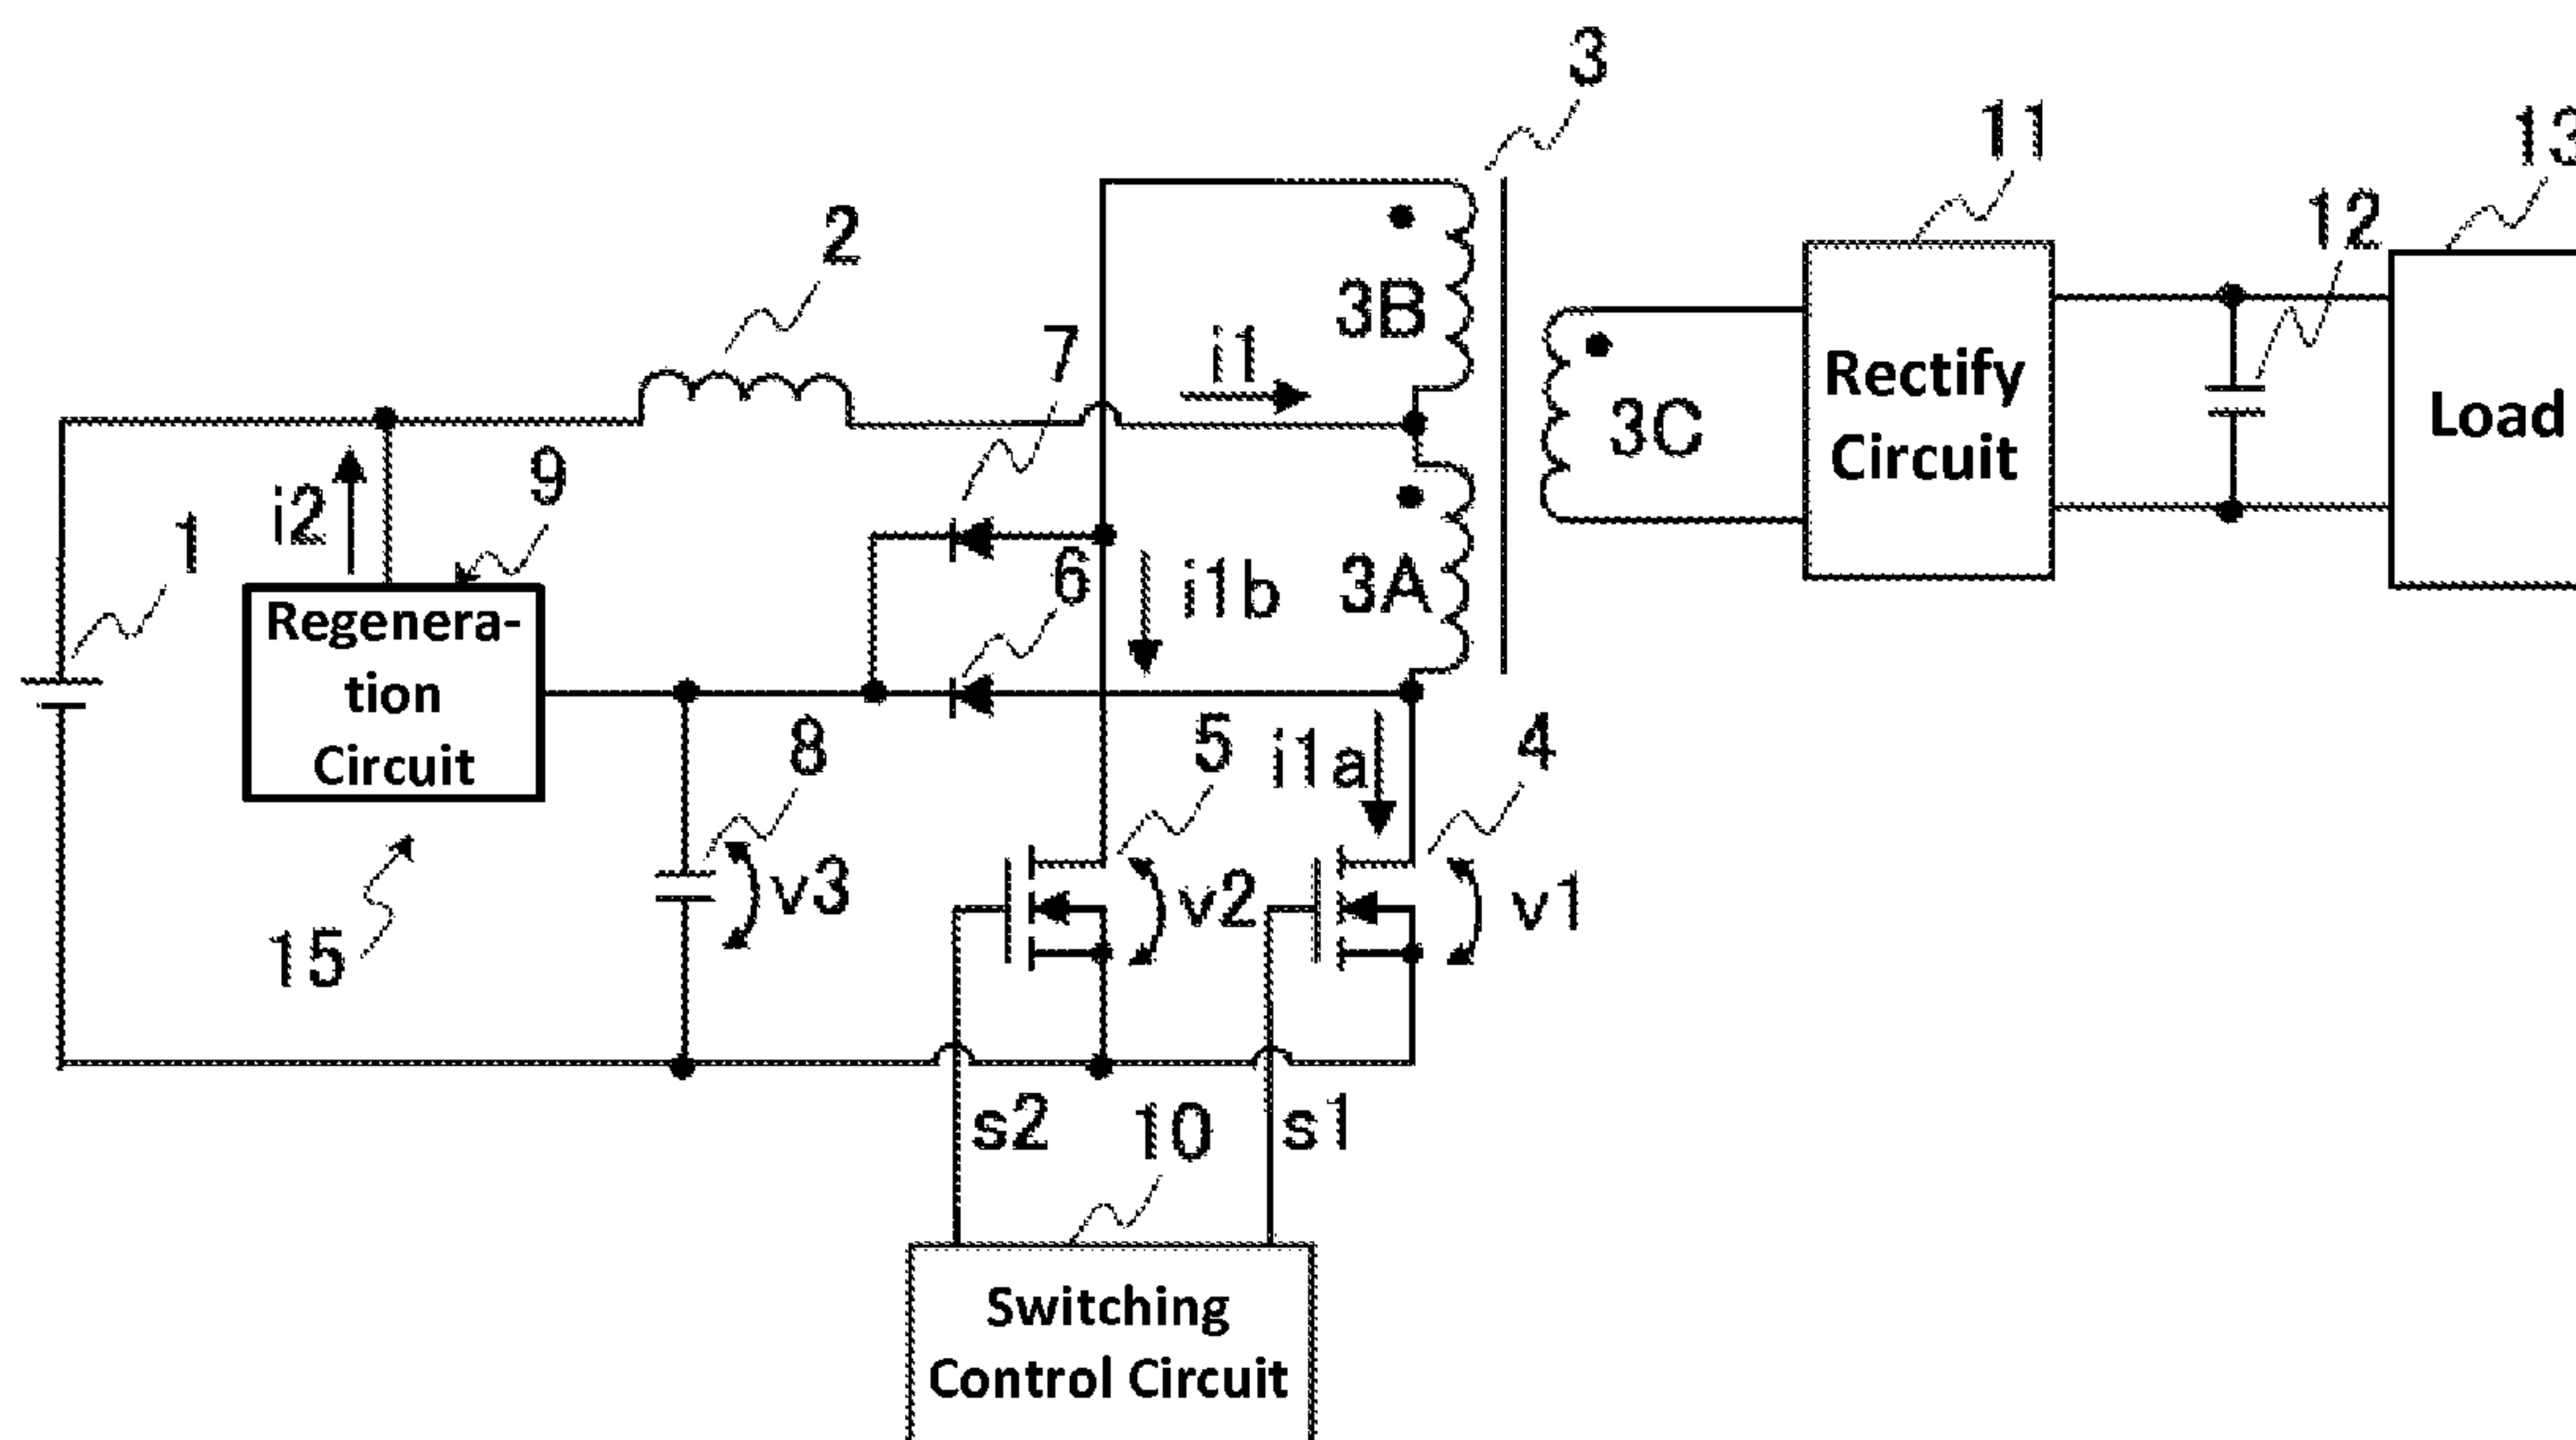 3
11
13
2
12
7
3B
i1
Rectify
Circuit
3C
Load
9
i2
1
6
i1b
3A
Regenera-
tion
Circuit
8
5
i1a
4
v3
v2
v1
15
s2
10
s1
Switching
Control Circuit